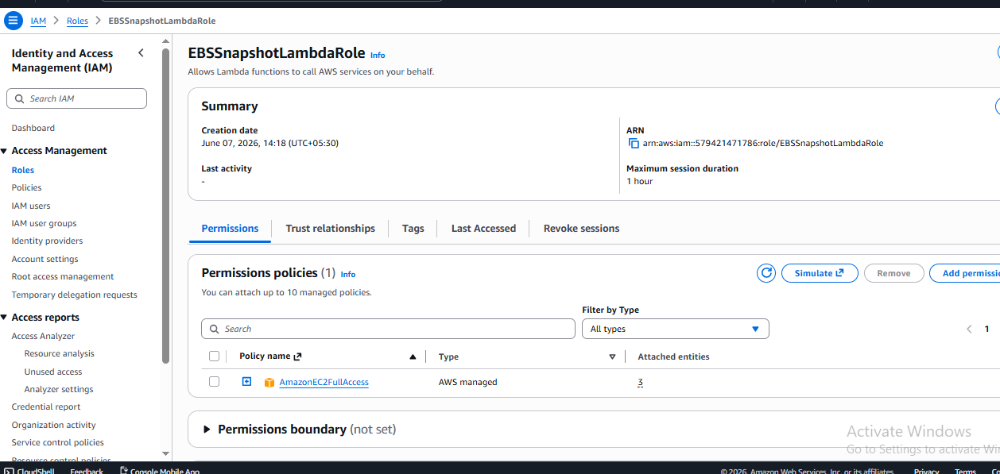 IAM > Roles > EBSSnapshotLambdaRole
Identity and Access
Management (IAM)
Search IAM
Dashboard
Access Management
Roles
Policies
IAM users
IAM user groups
Identity providers
Account settings
Root access management
Temporary delegation requests
Access reports
Access Analyzer
Resource analysis
Unused access
Analyzer settings
Credential report
Organization activity
Service control policies
Resource control policies
EBSSnapshotLambdaRole Info
Allows Lambda functions to call AWS services on your behalf.
Summary
Creation date
June 07, 2026, 14:18 (UTC+05:30)
Last activity
-
ARN
arn:aws:iam::579421471786:role/EBSSnapshotLambdaRole
Maximum session duration
1 hour
Permissions Trust relationships Tags Last Accessed Revoke sessions
Permissions policies (1) Info
Simulate Remove Add permissi
You can attach up to 10 managed policies.
Filter by Type
Search All types 1
Policy name Type Attached entities
AmazonEC2FullAccess AWS managed 3
Permissions boundary (not set)
Activate Windows
Go to Settings to activate Wi
CloudShell Feedback Console Mobile App © 2026, Amazon Web Services, Inc. or its affiliates. Privacy Terms